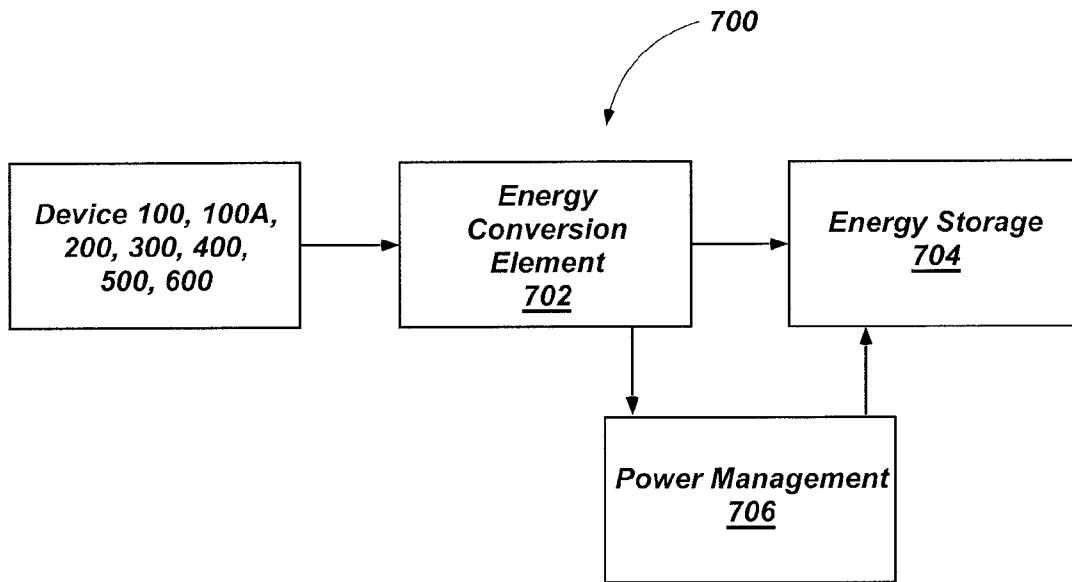 700
Device 100, 100A,
200, 300, 400,
500, 600
Energy
Conversion
Element
702
Energy Storage
704
Power Management
706